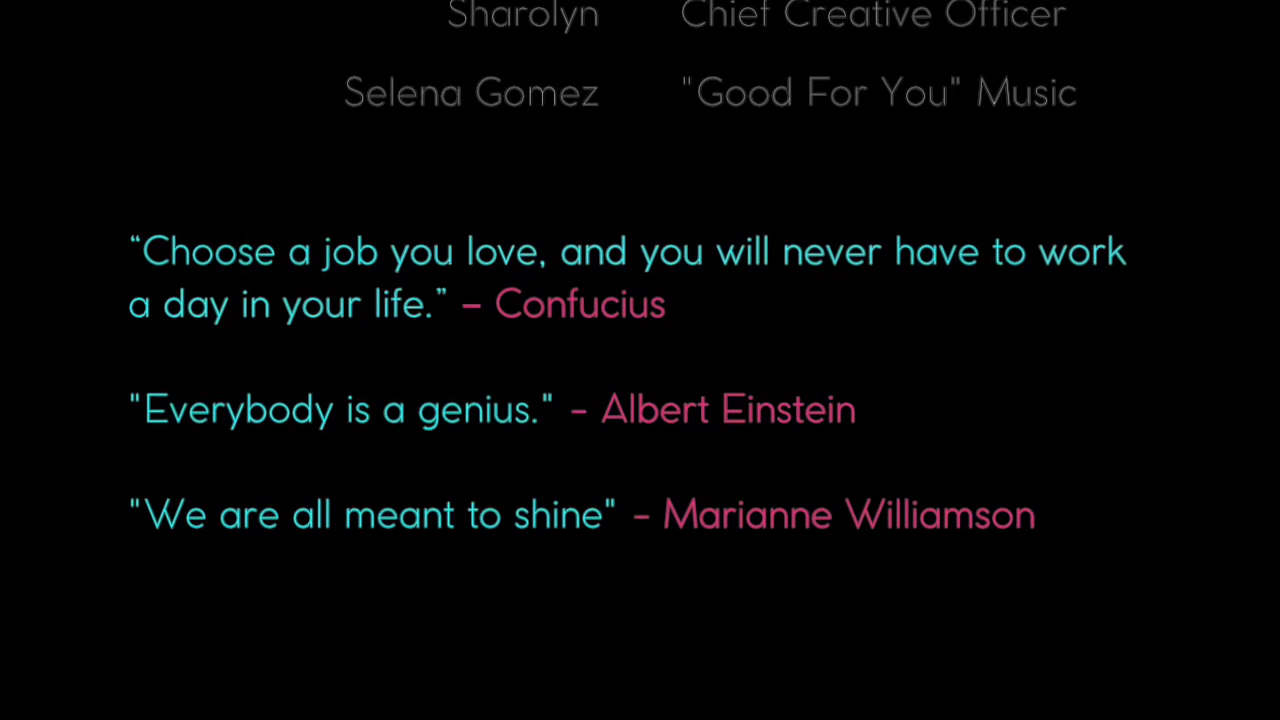 Sharolyn Chief Creative Officer
Selena Gomez "Good For You" Music
“Choose a job you love, and you will never have to work
a day in your life.” – Confucius
"Everybody is a genius." – Albert Einstein
"We are all meant to shine" – Marianne Williamson